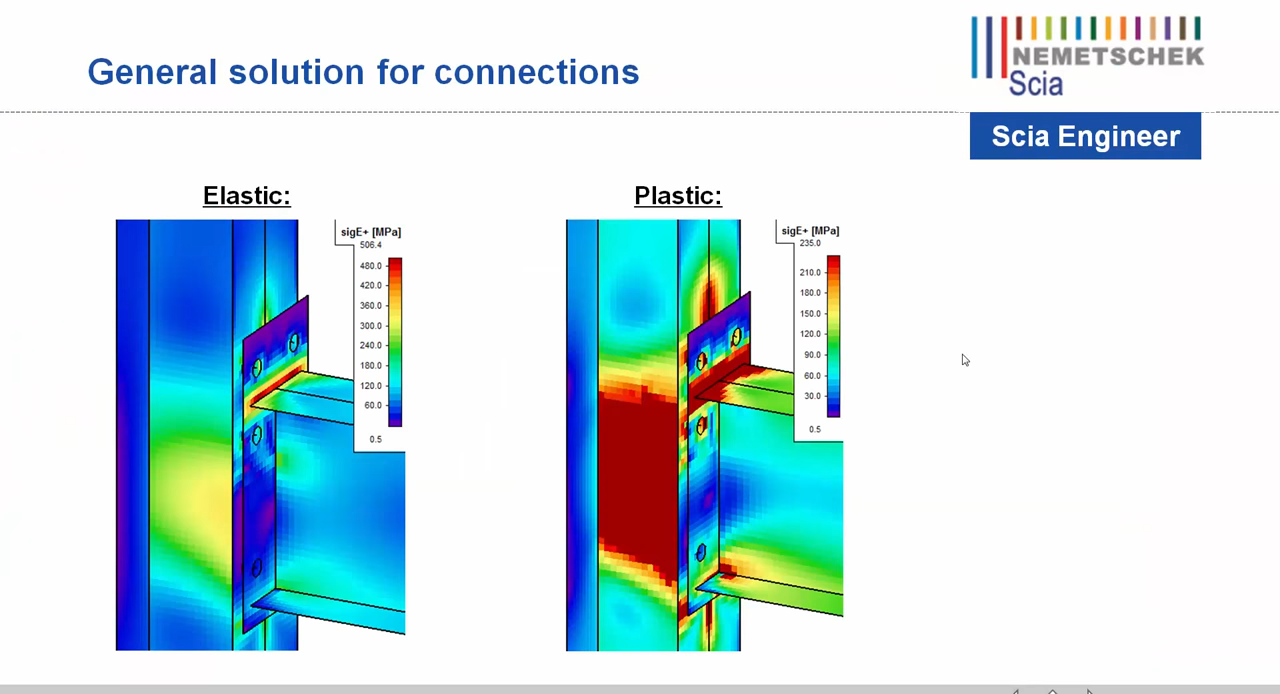 General solution for connections
NEMETSCHEK
Scia
Scia Engineer
Elastic:
Plastic:
sigE+ [MPa]
506.4
480.0
420.0
360.0
300.0
240.0
180.0
120.0
60.0
0.5
sigE+ [MPa]
235.0
210.0
180.0
150.0
120.0
90.0
60.0
30.0
0.5